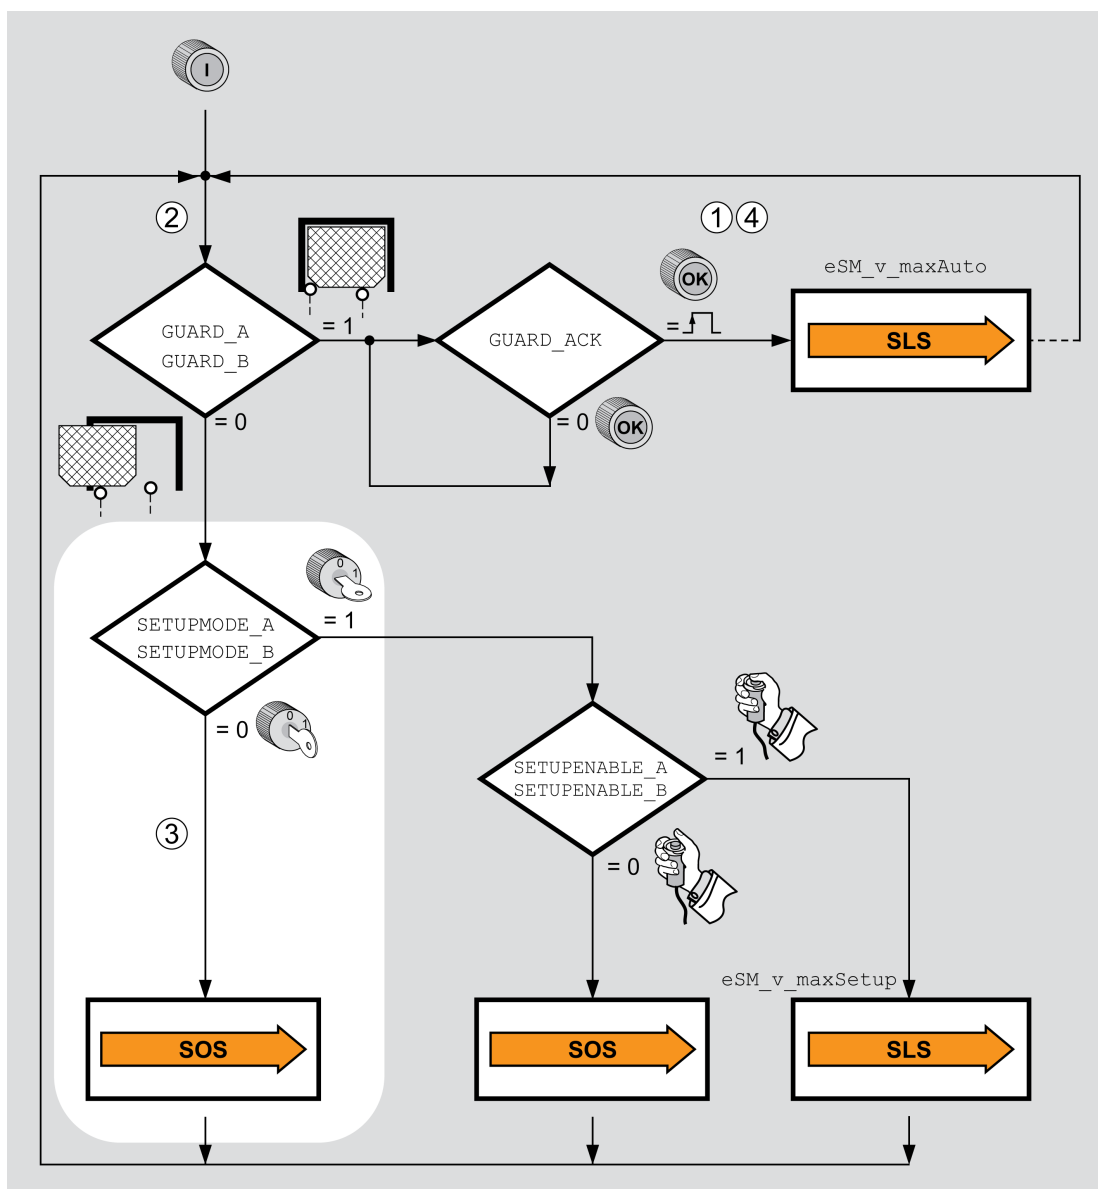 I
2
1 4
OK
eSM_v_maxAuto
GUARD_A
GUARD_B
= 1
GUARD_ACK
=
SLS
= 0
= 0
OK
0
1
SETUPMODE_A
SETUPMODE_B
= 1
= 0
0
1
SETUPENABLE_A
SETUPENABLE_B
= 1
3
= 0
eSM_v_maxSetup
SOS
SOS
SLS